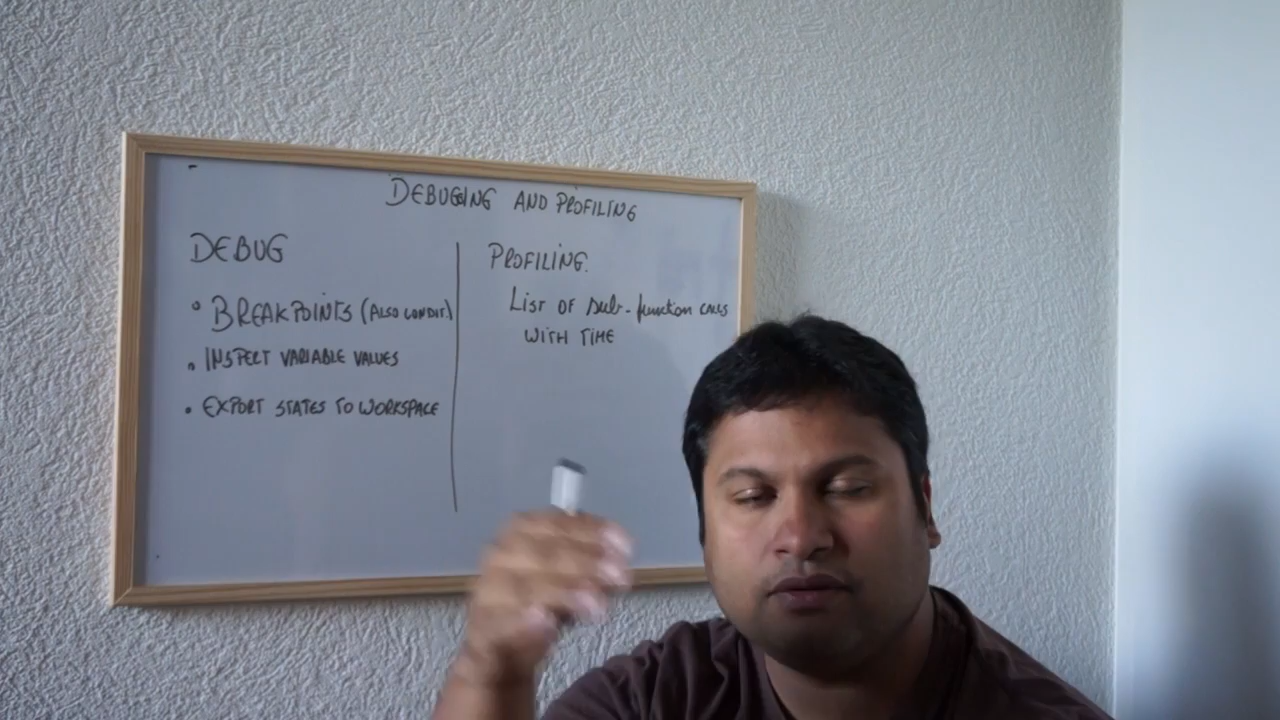 DEBUGGING AND PROFILING
DEBUG
• BREAKPOINTS (ALSO CONDIT)
• INSPECT VARIABLE VALUES
• EXPORT STATES TO WORKSPACE
PROFILING.
LIST OF sub-function CALLS
WITH TIME